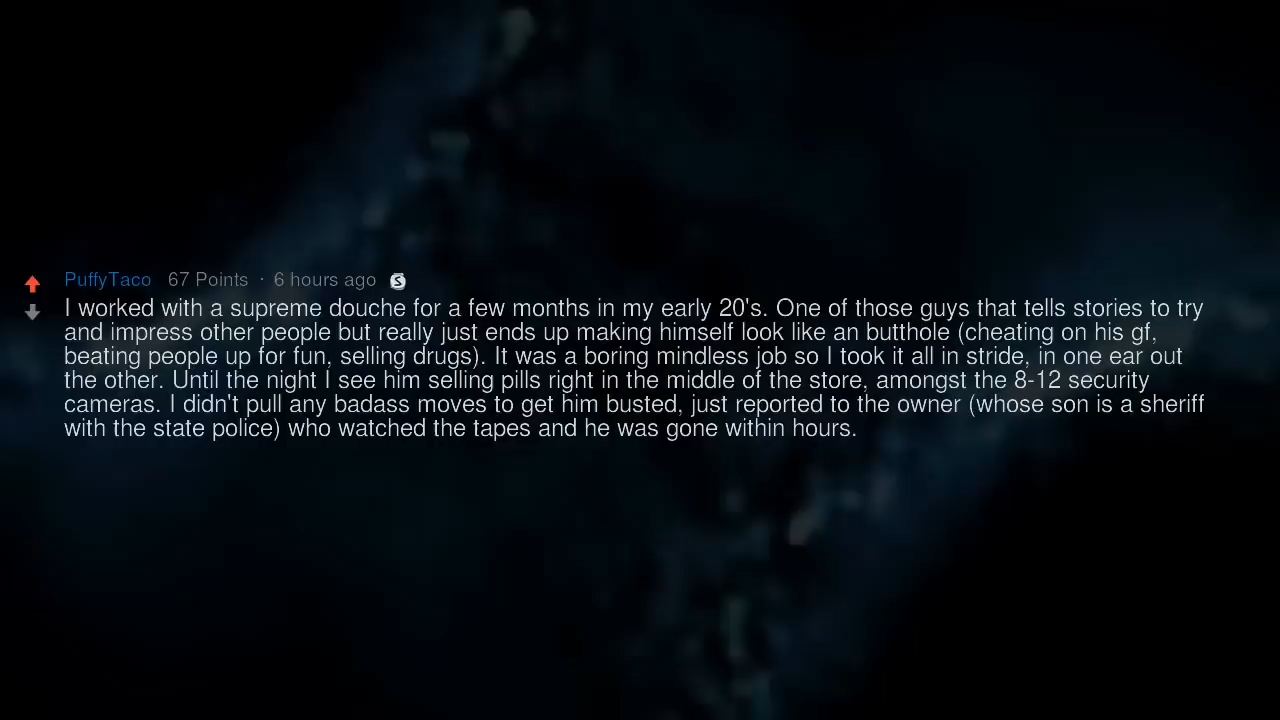 PuffyTaco 67 Points · 6 hours ago S
I worked with a supreme douche for a few months in my early 20's. One of those guys that tells stories to try
and impress other people but really just ends up making himself look like an butthole (cheating on his gf,
beating people up for fun, selling drugs). It was a boring mindless job so I took it all in stride, in one ear out
the other. Until the night I see him selling pills right in the middle of the store, amongst the 8-12 security
cameras. I didn't pull any badass moves to get him busted, just reported to the owner (whose son is a sheriff
with the state police) who watched the tapes and he was gone within hours.